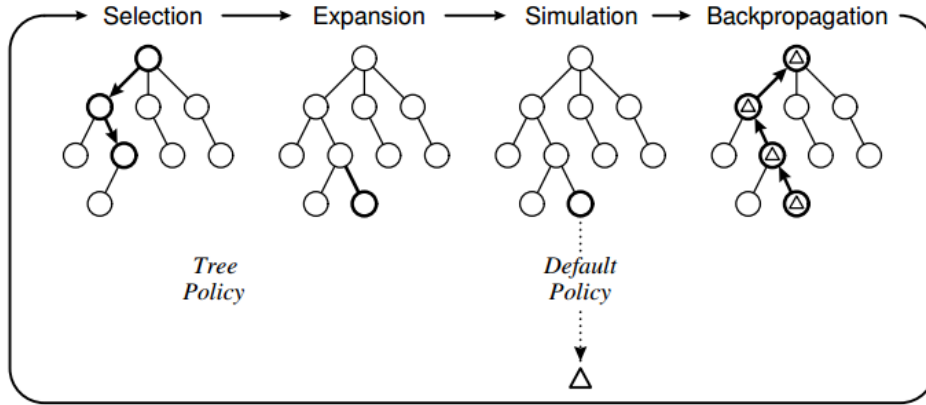 Selection Expansion Simulation Backpropagation
Tree
Policy
Default
Policy